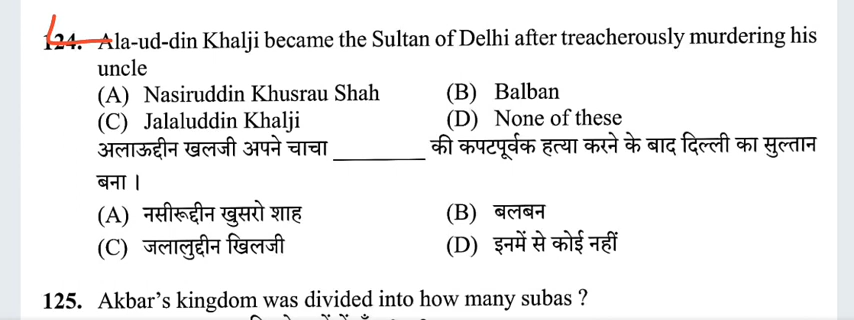 124. Ala-ud-din Khalji became the Sultan of Delhi after treacherously murdering his
uncle
(A) Nasiruddin Khusrau Shah (B) Balban
(C) Jalaluddin Khalji (D) None of these
अलाऊद्दीन खलजी अपने चाचा _________ की कपटपूर्वक हत्या करने के बाद दिल्ली का सुल्तान
बना ।
(A) नसीरूद्दीन खुसरो शाह (B) बलबन
(C) जलालुद्दीन खिलजी (D) इनमें से कोई नहीं
125. Akbar's kingdom was divided into how many subas ?